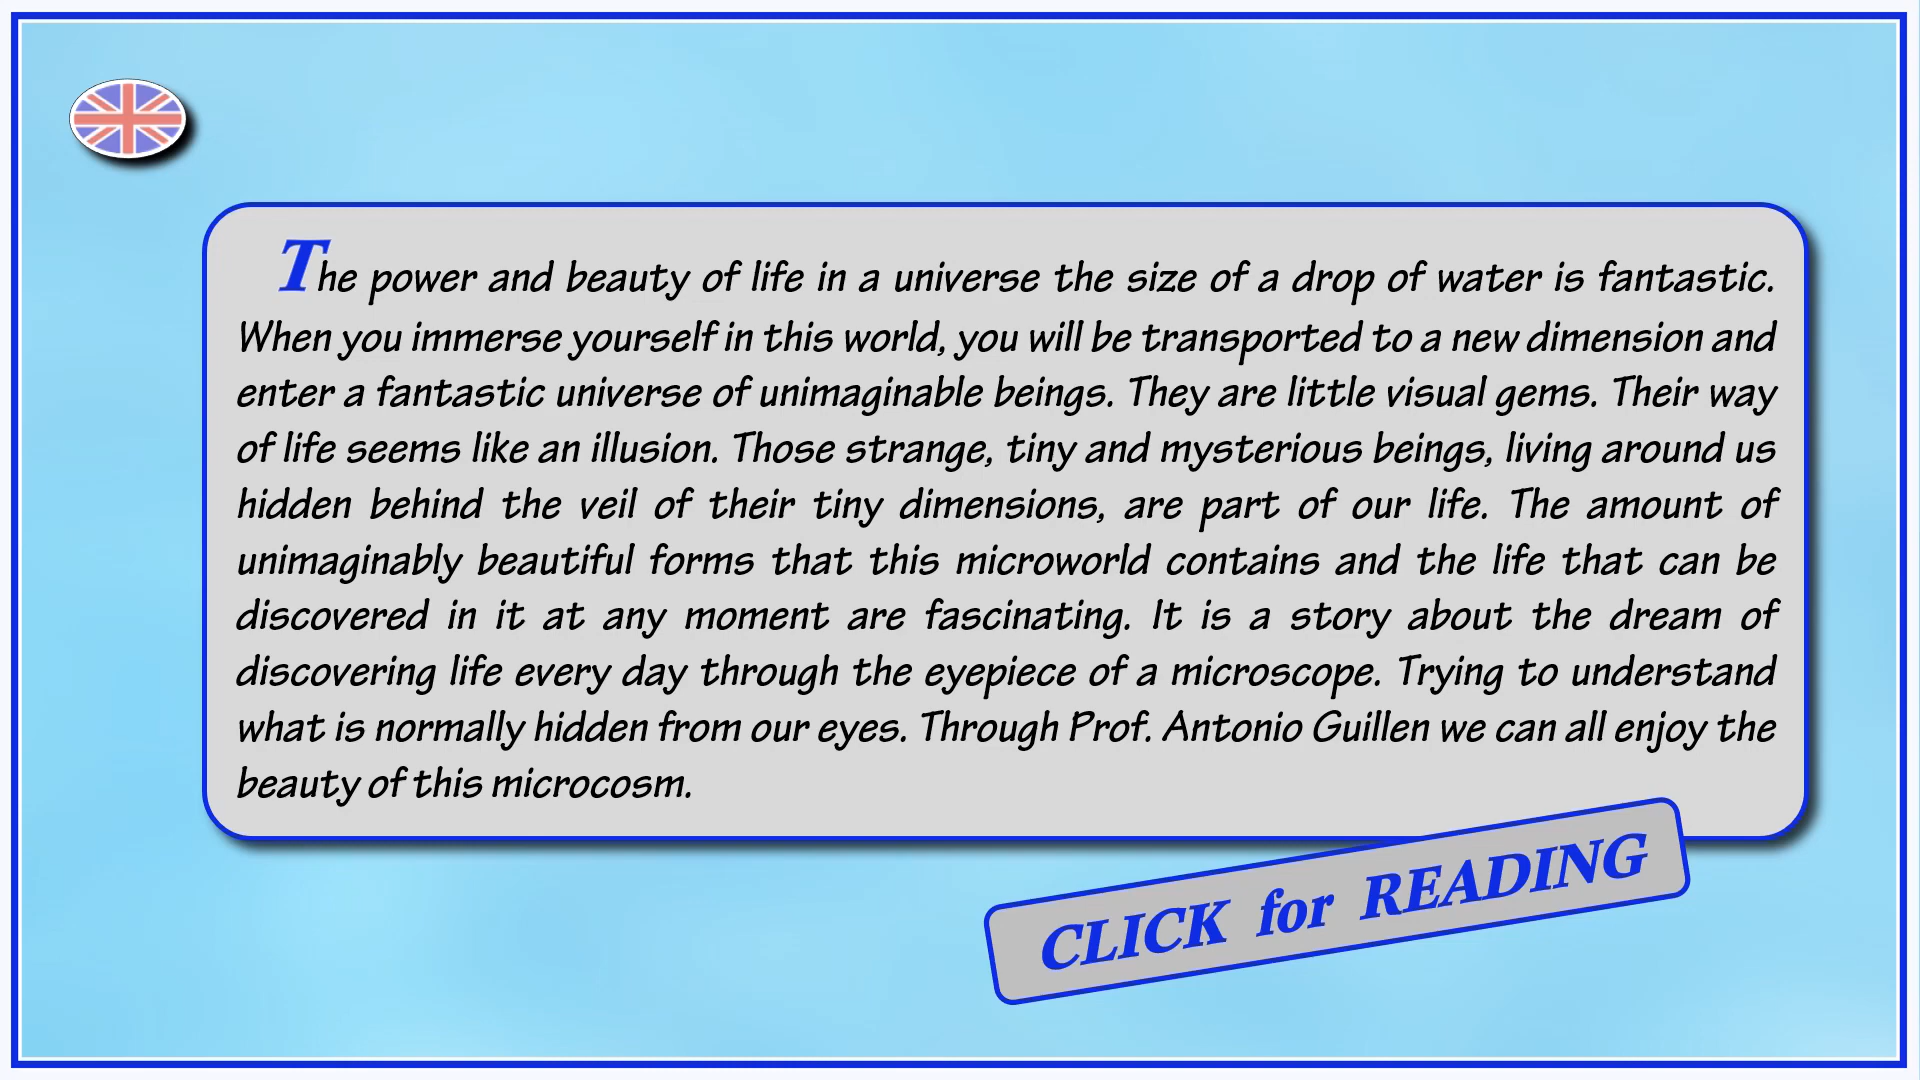 The power and beauty of life in a universe the size of a drop of water is fantastic.
When you immerse yourself in this world, you will be transported to a new dimension and
enter a fantastic universe of unimaginable beings. They are little visual gems. Their way
of life seems like an illusion. Those strange, tiny and mysterious beings, living around us
hidden behind the veil of their tiny dimensions, are part of our life. The amount of
unimaginably beautiful forms that this microworld contains and the life that can be
discovered in it at any moment are fascinating. It is a story about the dream of
discovering life every day through the eyepiece of a microscope. Trying to understand
what is normally hidden from our eyes. Through Prof. Antonio Guillen we can all enjoy the
beauty of this microcosm.
CLICK for READING